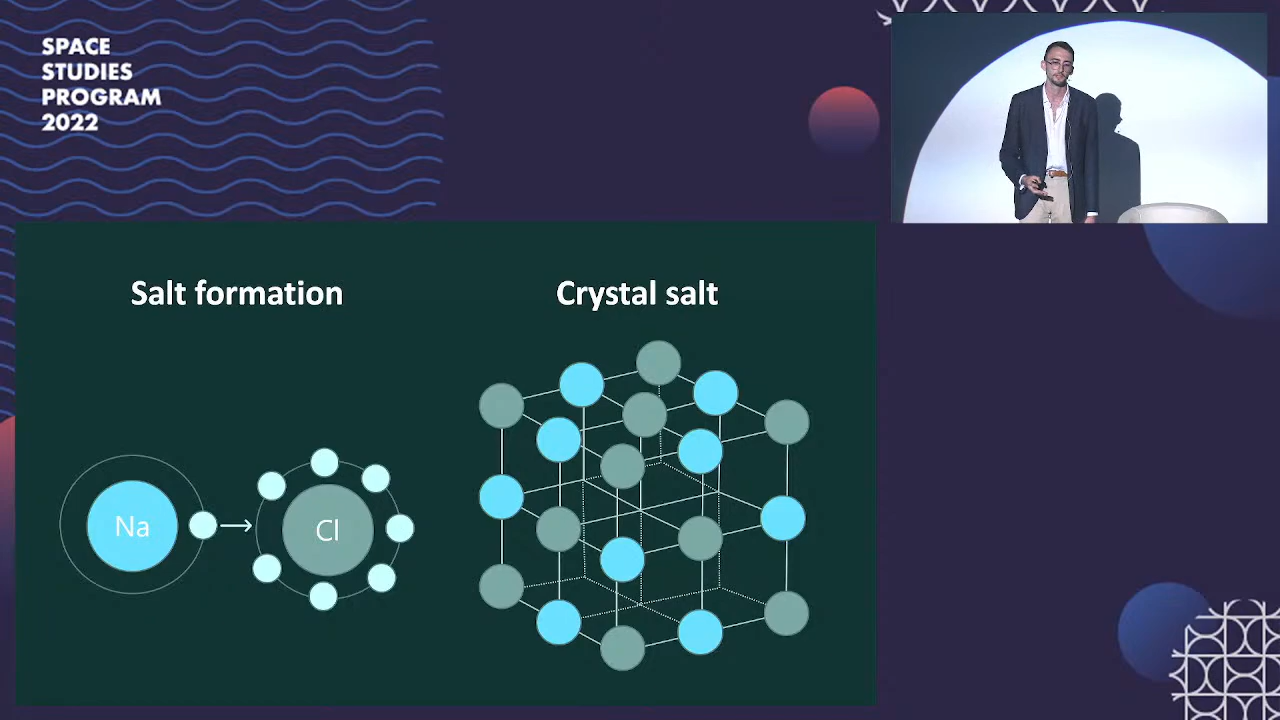 SPACE
STUDIES
PROGRAM
2022
Salt formation
Crystal salt
Na
Cl